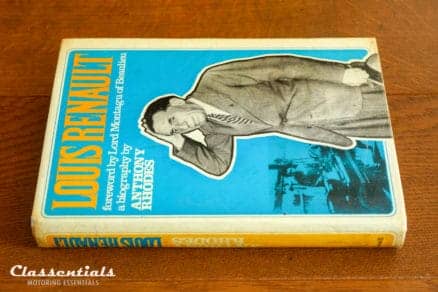 LOUIS RENAULT
foreword by Lord Montagu of Beaulieu
a biography by
ANTHONY
RHODES
LOUIS RENAULT
RHODES
Classentials
MOTORING ESSENTIALS